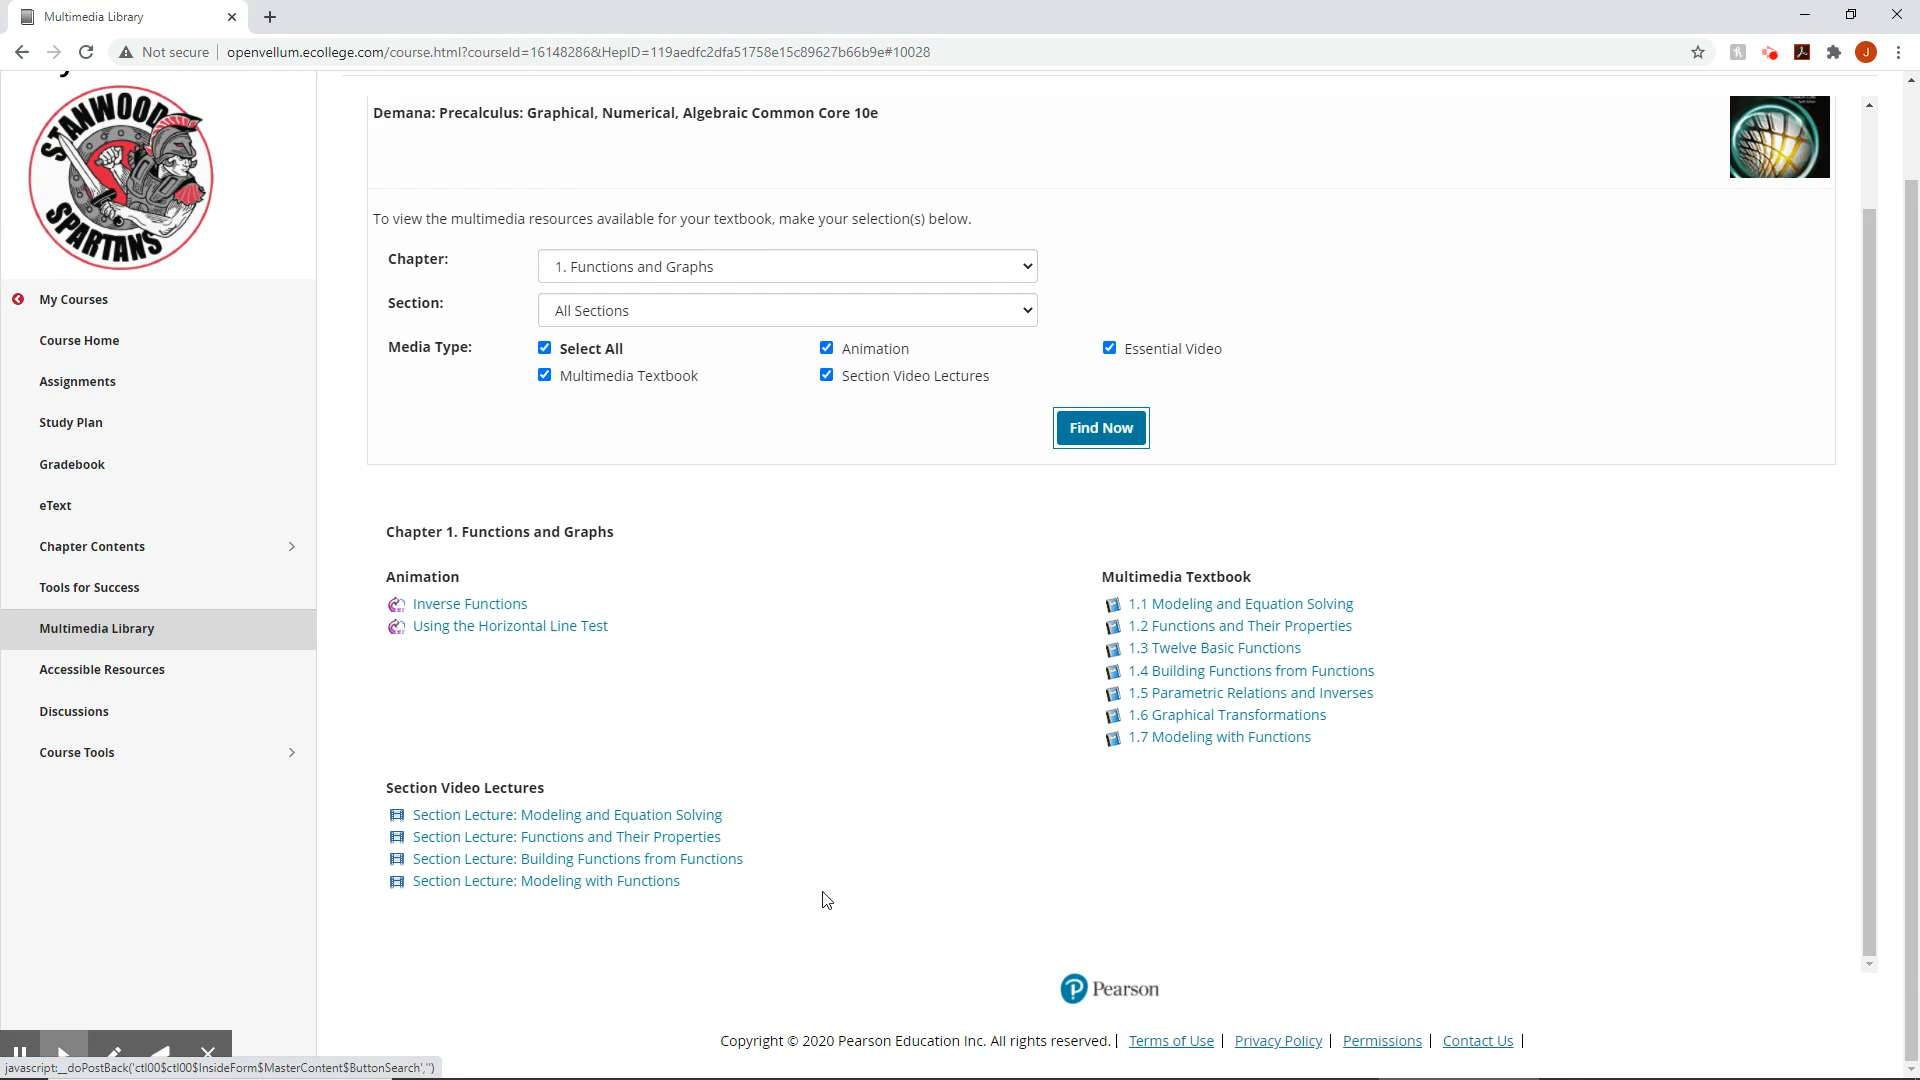 Multimedia Library
Not secure
openvellum.ecollege.com/course.html?courseId=16148286&HepID=119aedfc2dfa51758e15c89627b66b9e#10028
J
STANWOOD
SPARTANS
My Courses
Course Home
Assignments
Study Plan
Gradebook
eText
Chapter Contents
Tools for Success
Multimedia Library
Accessible Resources
Discussions
Course Tools
Demana: Precalculus: Graphical, Numerical, Algebraic Common Core 10e
To view the multimedia resources available for your textbook, make your selection(s) below.
Chapter:
1. Functions and Graphs
Section:
All Sections
Media Type:
Select All
Animation
Essential Video
Multimedia Textbook
Section Video Lectures
Find Now
Chapter 1. Functions and Graphs
Animation
Inverse Functions
Using the Horizontal Line Test
Multimedia Textbook
1.1 Modeling and Equation Solving
1.2 Functions and Their Properties
1.3 Twelve Basic Functions
1.4 Building Functions from Functions
1.5 Parametric Relations and Inverses
1.6 Graphical Transformations
1.7 Modeling with Functions
Section Video Lectures
Section Lecture: Modeling and Equation Solving
Section Lecture: Functions and Their Properties
Section Lecture: Building Functions from Functions
Section Lecture: Modeling with Functions
P Pearson
Copyright © 2020 Pearson Education Inc. All rights reserved. | Terms of Use | Privacy Policy | Permissions | Contact Us |
javascript:__doPostBack('ctl00$ctl00$InsideForm$MasterContent$ButtonSearch','')